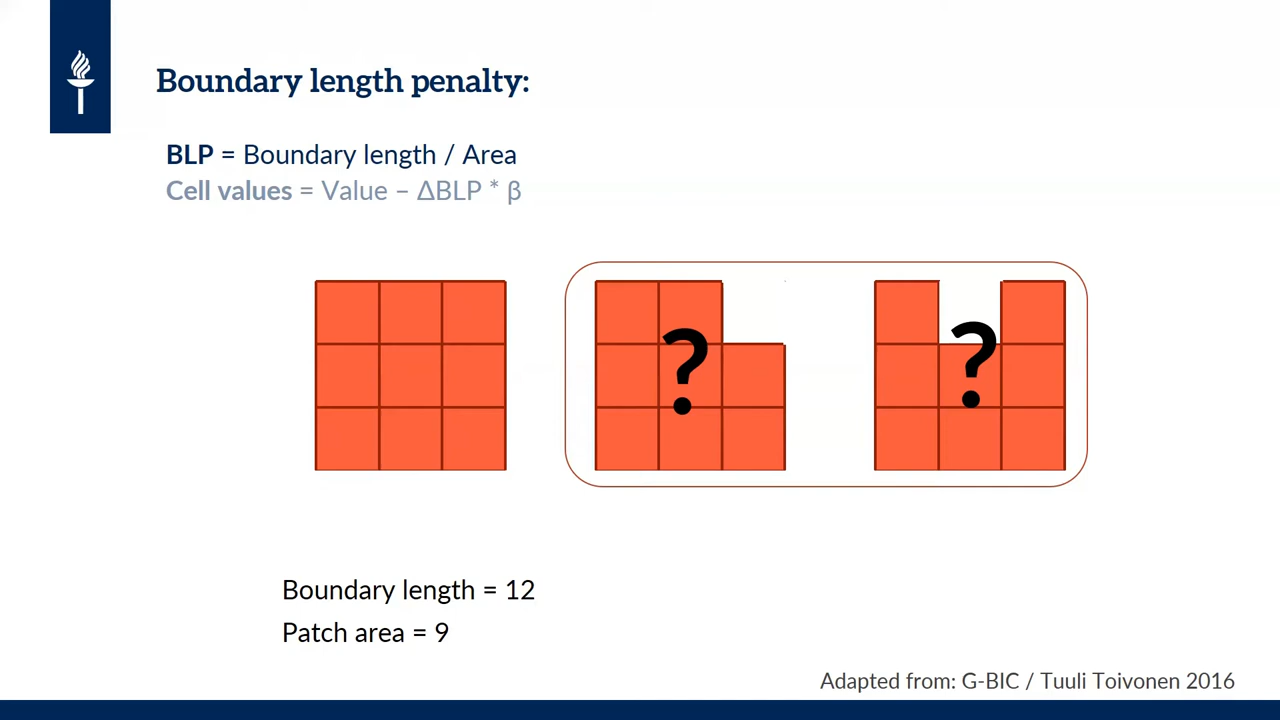 Boundary length penalty:
BLP = Boundary length / Area
Cell values = Value – ΔBLP * β
? ?
Boundary length = 12
Patch area = 9
Adapted from: G-BIC / Tuuli Toivonen 2016